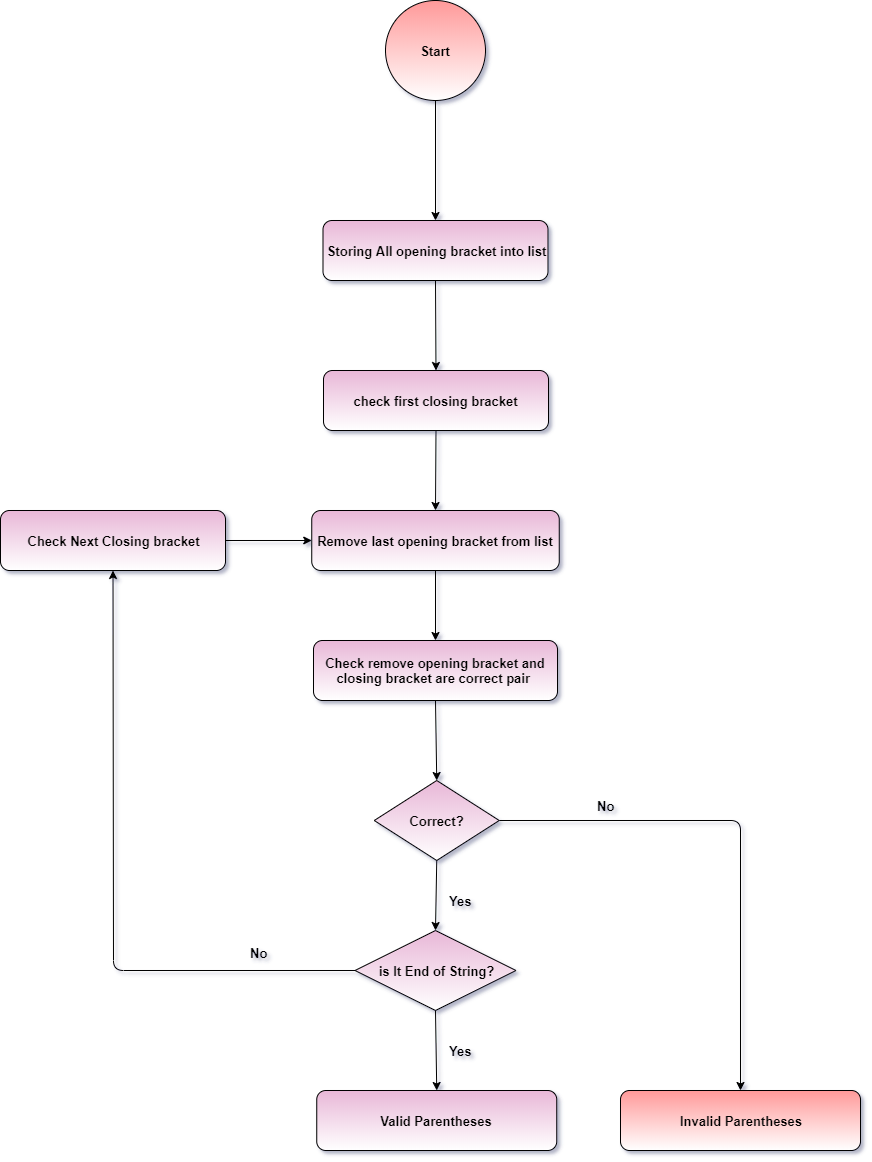 Start
Storing All opening bracket into list
check first closing bracket
Check Next Closing bracket
Remove last opening bracket from list
Check remove opening bracket and
closing bracket are correct pair
Correct?
No
Yes
No
is It End of String?
Yes
Valid Parentheses
Invalid Parentheses